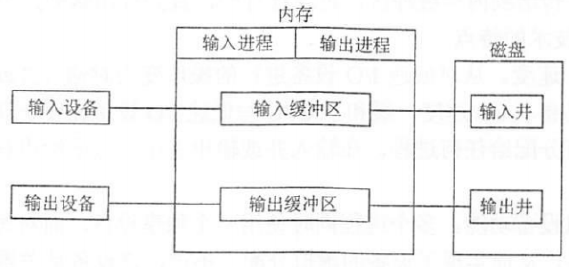 内存
输入进程 输出进程
磁盘
输入设备 输入缓冲区 输入井
输出设备 输出缓冲区 输出井